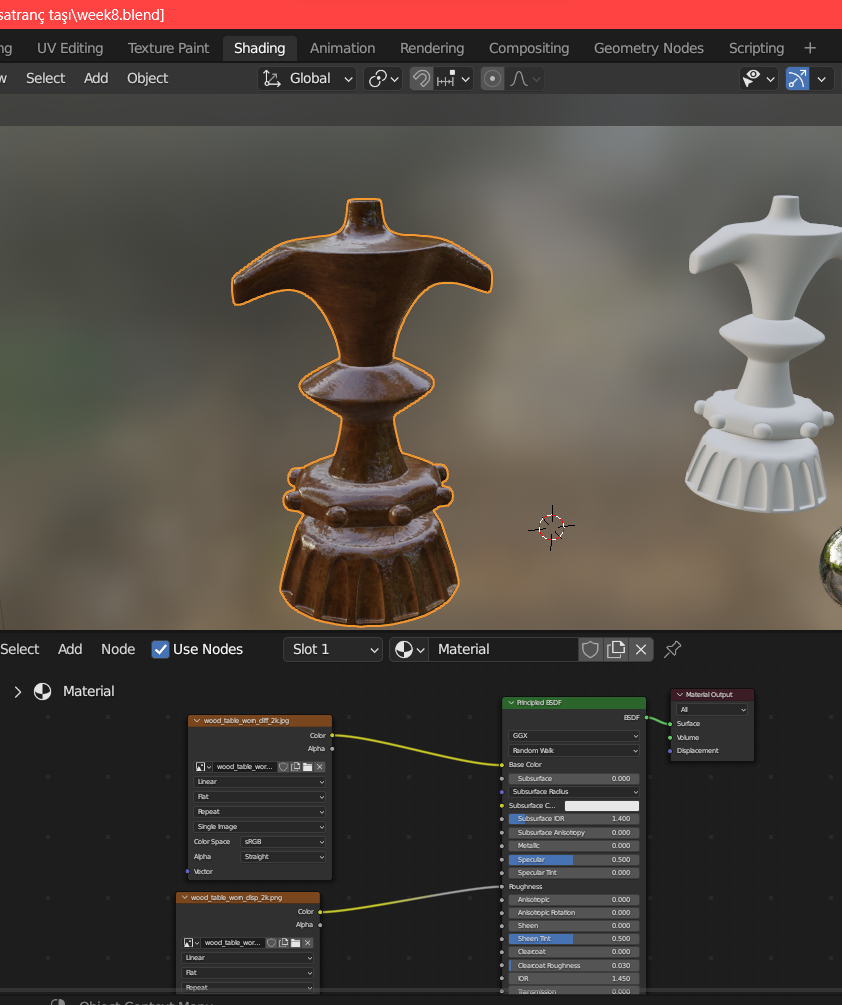 satranç taşı\week8.blend]
ng UV Editing Texture Paint Shading Animation Rendering Compositing Geometry Nodes Scripting +
w Select Add Object Global
Select Add Node Use Nodes Slot 1 Material
Material
wood_table_worn_diff_2k.jpg
Color
Alpha
wood_table_wor...
Linear
Flat
Repeat
Single Image
Color Space sRGB
Alpha Straight
Vector
wood_table_worn_disp_2k.png
Color
Alpha
wood_table_wor...
Linear
Flat
Repeat
Principled BSDF
BSDF
GGX
Random Walk
Base Color
Subsurface 0.000
Subsurface Radius
Subsurface C...
Subsurface IOR 1.400
Subsurface Anisotropy 0.000
Metallic 0.000
Specular 0.500
Specular Tint 0.000
Roughness
Anisotropic 0.000
Anisotropic Rotation 0.000
Sheen 0.000
Sheen Tint 0.500
Clearcoat 0.000
Clearcoat Roughness 0.030
IOR 1.450
Transmission 0.000
Material Output
All
Surface
Volume
Displacement
Object Context Menu